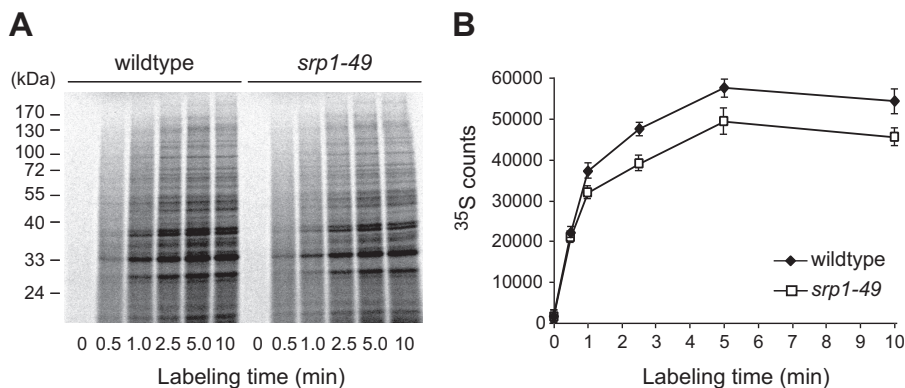 A
wildtype srp1-49
(kDa)
170
130
100
72
55
40
33
24
0 0.5 1.0 2.5 5.0 10 0 0.5 1.0 2.5 5.0 10
Labeling time (min)
B
60000
50000
40000
30000
20000
10000
0
35S counts
wildtype
srp1-49
0 1 2 3 4 5 6 7 8 9 10
Labeling time (min)